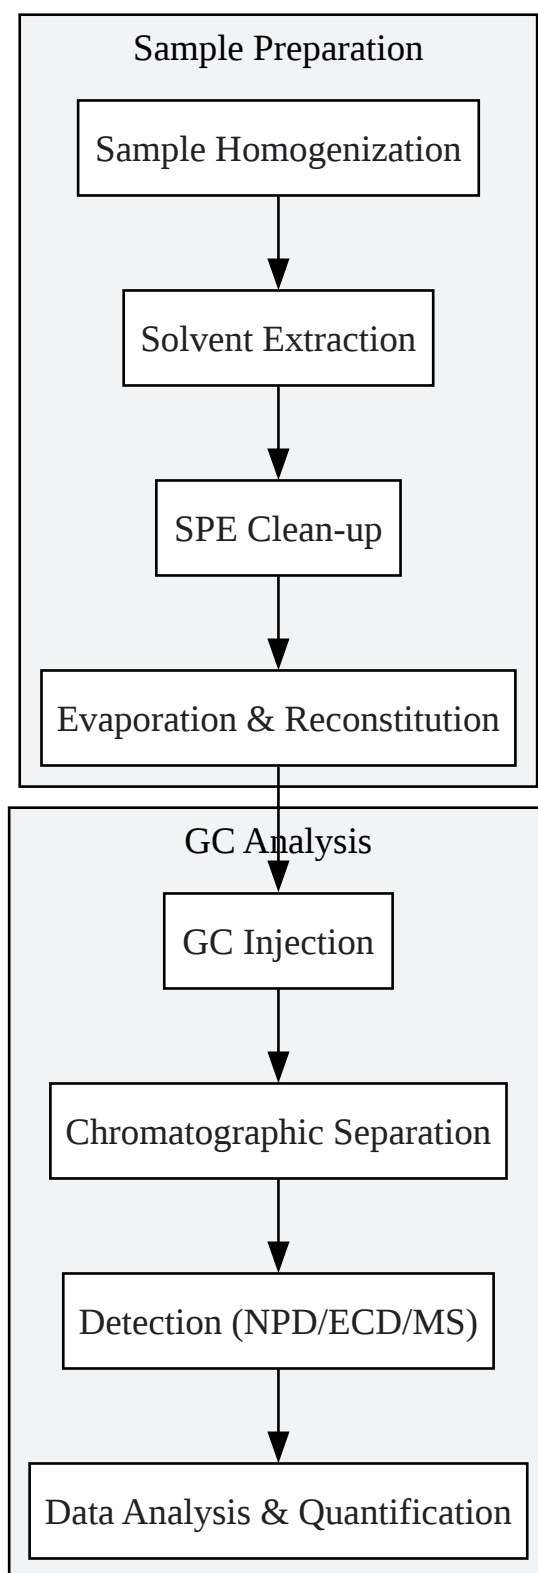 Sample Preparation
Sample Homogenization
Solvent Extraction
SPE Clean-up
Evaporation & Reconstitution
GC Analysis
GC Injection
Chromatographic Separation
Detection (NPD/ECD/MS)
Data Analysis & Quantification